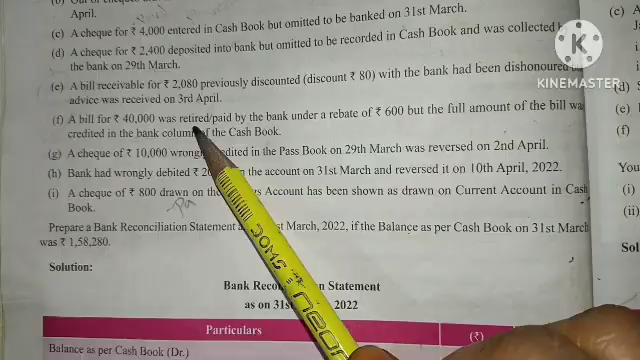 April.
(c) A cheque for ₹ 4,000 entered in Cash Book but omitted to be banked on 31st March.
(d) A cheque for ₹ 2,400 deposited into bank but omitted to be recorded in Cash Book and was collected
the bank on 29th March.
(e) A bill receivable for ₹ 2,080 previously discounted (discount ₹ 80) with the bank had been dishonoured
advice was received on 3rd April.
(f) A bill for ₹ 40,000 was retired/paid by the bank under a rebate of ₹ 600 but the full amount of the bill
credited in the bank column of the Cash Book.
(g) A cheque of ₹ 10,000 wrongly credited in the Pass Book on 29th March was reversed on 2nd April.
(h) Bank had wrongly debited ₹ the account on 31st March and reversed it on 10th April, 2022.
(i) A cheque of ₹ 800 drawn on the Account has been shown as drawn on Current Account in Cash
Book.
Prepare a Bank Reconciliation Statement March, 2022, if the Balance as per Cash Book on 31st March
was ₹ 1,58,280.
Solution:
Bank Statement
as on 2022
Particulars (₹)
Balance as per Cash Book (Dr.)
(c)
i
(d)
(e)
(f)
(i)
(ii)
Sol
K
KINEMASTER
DOMS
neon